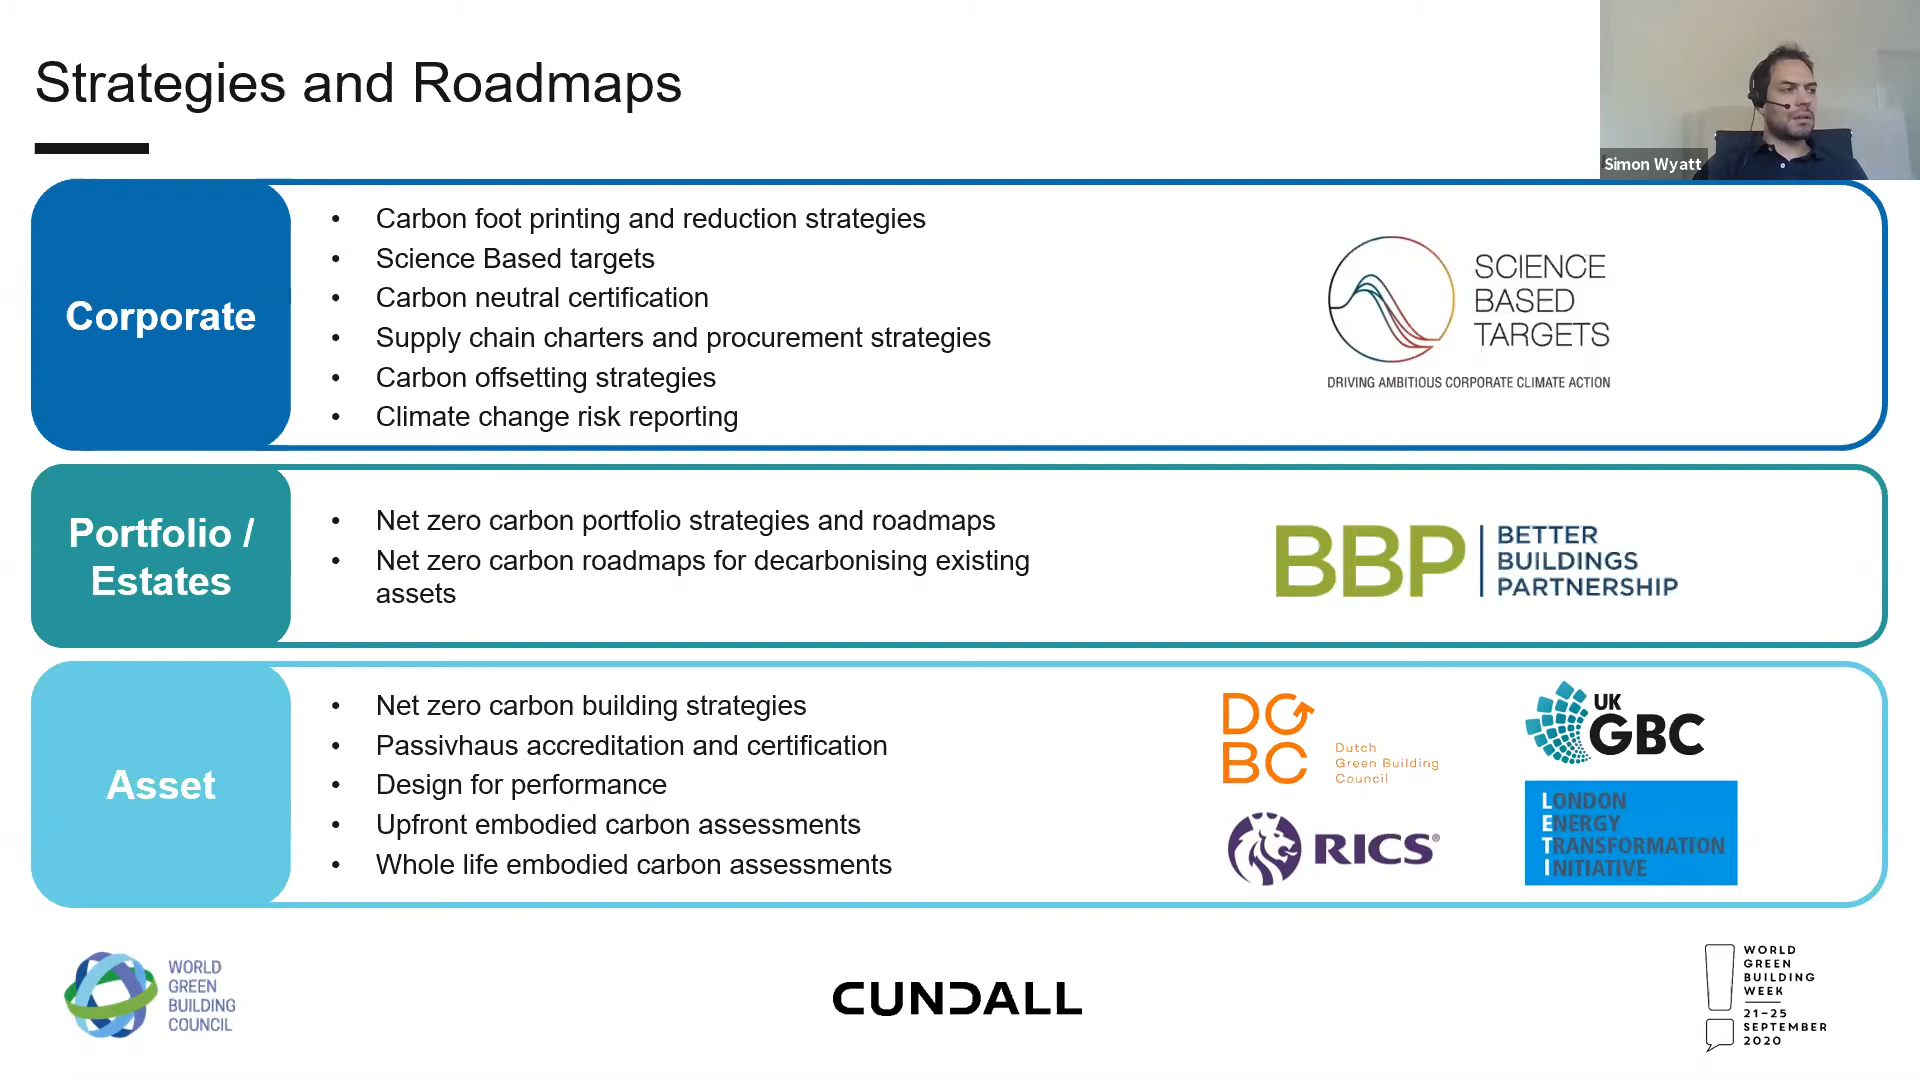 Strategies and Roadmaps
Simon Wyatt
Corporate
• Carbon foot printing and reduction strategies
• Science Based targets
• Carbon neutral certification
• Supply chain charters and procurement strategies
• Carbon offsetting strategies
• Climate change risk reporting
SCIENCE
BASED
TARGETS
DRIVING AMBITIOUS CORPORATE CLIMATE ACTION
Portfolio /
Estates
• Net zero carbon portfolio strategies and roadmaps
• Net zero carbon roadmaps for decarbonising existing
assets
BBP
BETTER
BUILDINGS
PARTNERSHIP
Asset
• Net zero carbon building strategies
• Passivhaus accreditation and certification
• Design for performance
• Upfront embodied carbon assessments
• Whole life embodied carbon assessments
DG
BC
Dutch
Green Building
Council
UK
GBC
RICS®
LONDON
ENERGY
TRANSFORMATION
INITIATIVE
WORLD
GREEN
BUILDING
COUNCIL
CUNDALL
WORLD
GREEN
BUILDING
WEEK
21–25
SEPTEMBER
2020